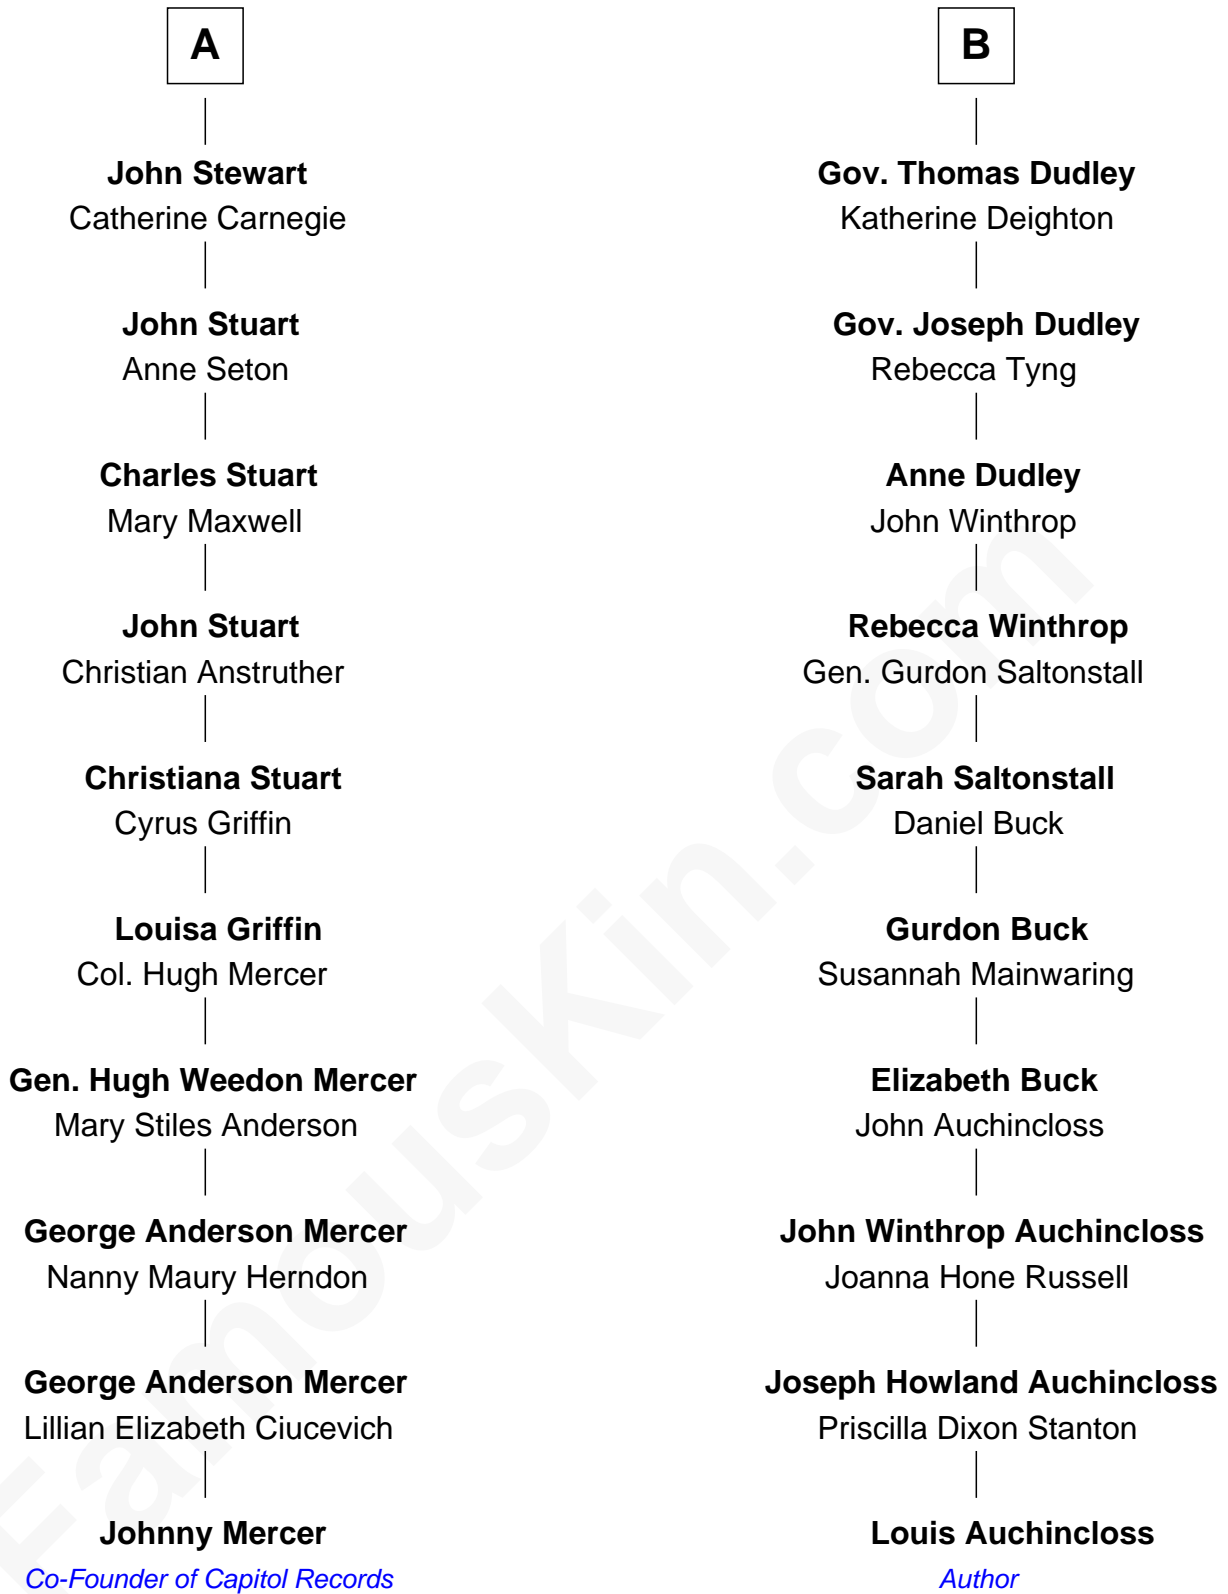 A
John Stewart
Catherine Carnegie
John Stuart
Anne Seton
Charles Stuart
Mary Maxwell
John Stuart
Christian Anstruther
Christiana Stuart
Cyrus Griffin
Louisa Griffin
Col. Hugh Mercer
Gen. Hugh Weedon Mercer
Mary Stiles Anderson
George Anderson Mercer
Nanny Maury Herndon
George Anderson Mercer
Lillian Elizabeth Ciucevich
Johnny Mercer
Co-Founder of Capitol Records
B
Gov. Thomas Dudley
Katherine Deighton
Gov. Joseph Dudley
Rebecca Tyng
Anne Dudley
John Winthrop
Rebecca Winthrop
Gen. Gurdon Saltonstall
Sarah Saltonstall
Daniel Buck
Gurdon Buck
Susannah Mainwaring
Elizabeth Buck
John Auchincloss
John Winthrop Auchincloss
Joanna Hone Russell
Joseph Howland Auchincloss
Priscilla Dixon Stanton
Louis Auchincloss
Author
FamousKin.com